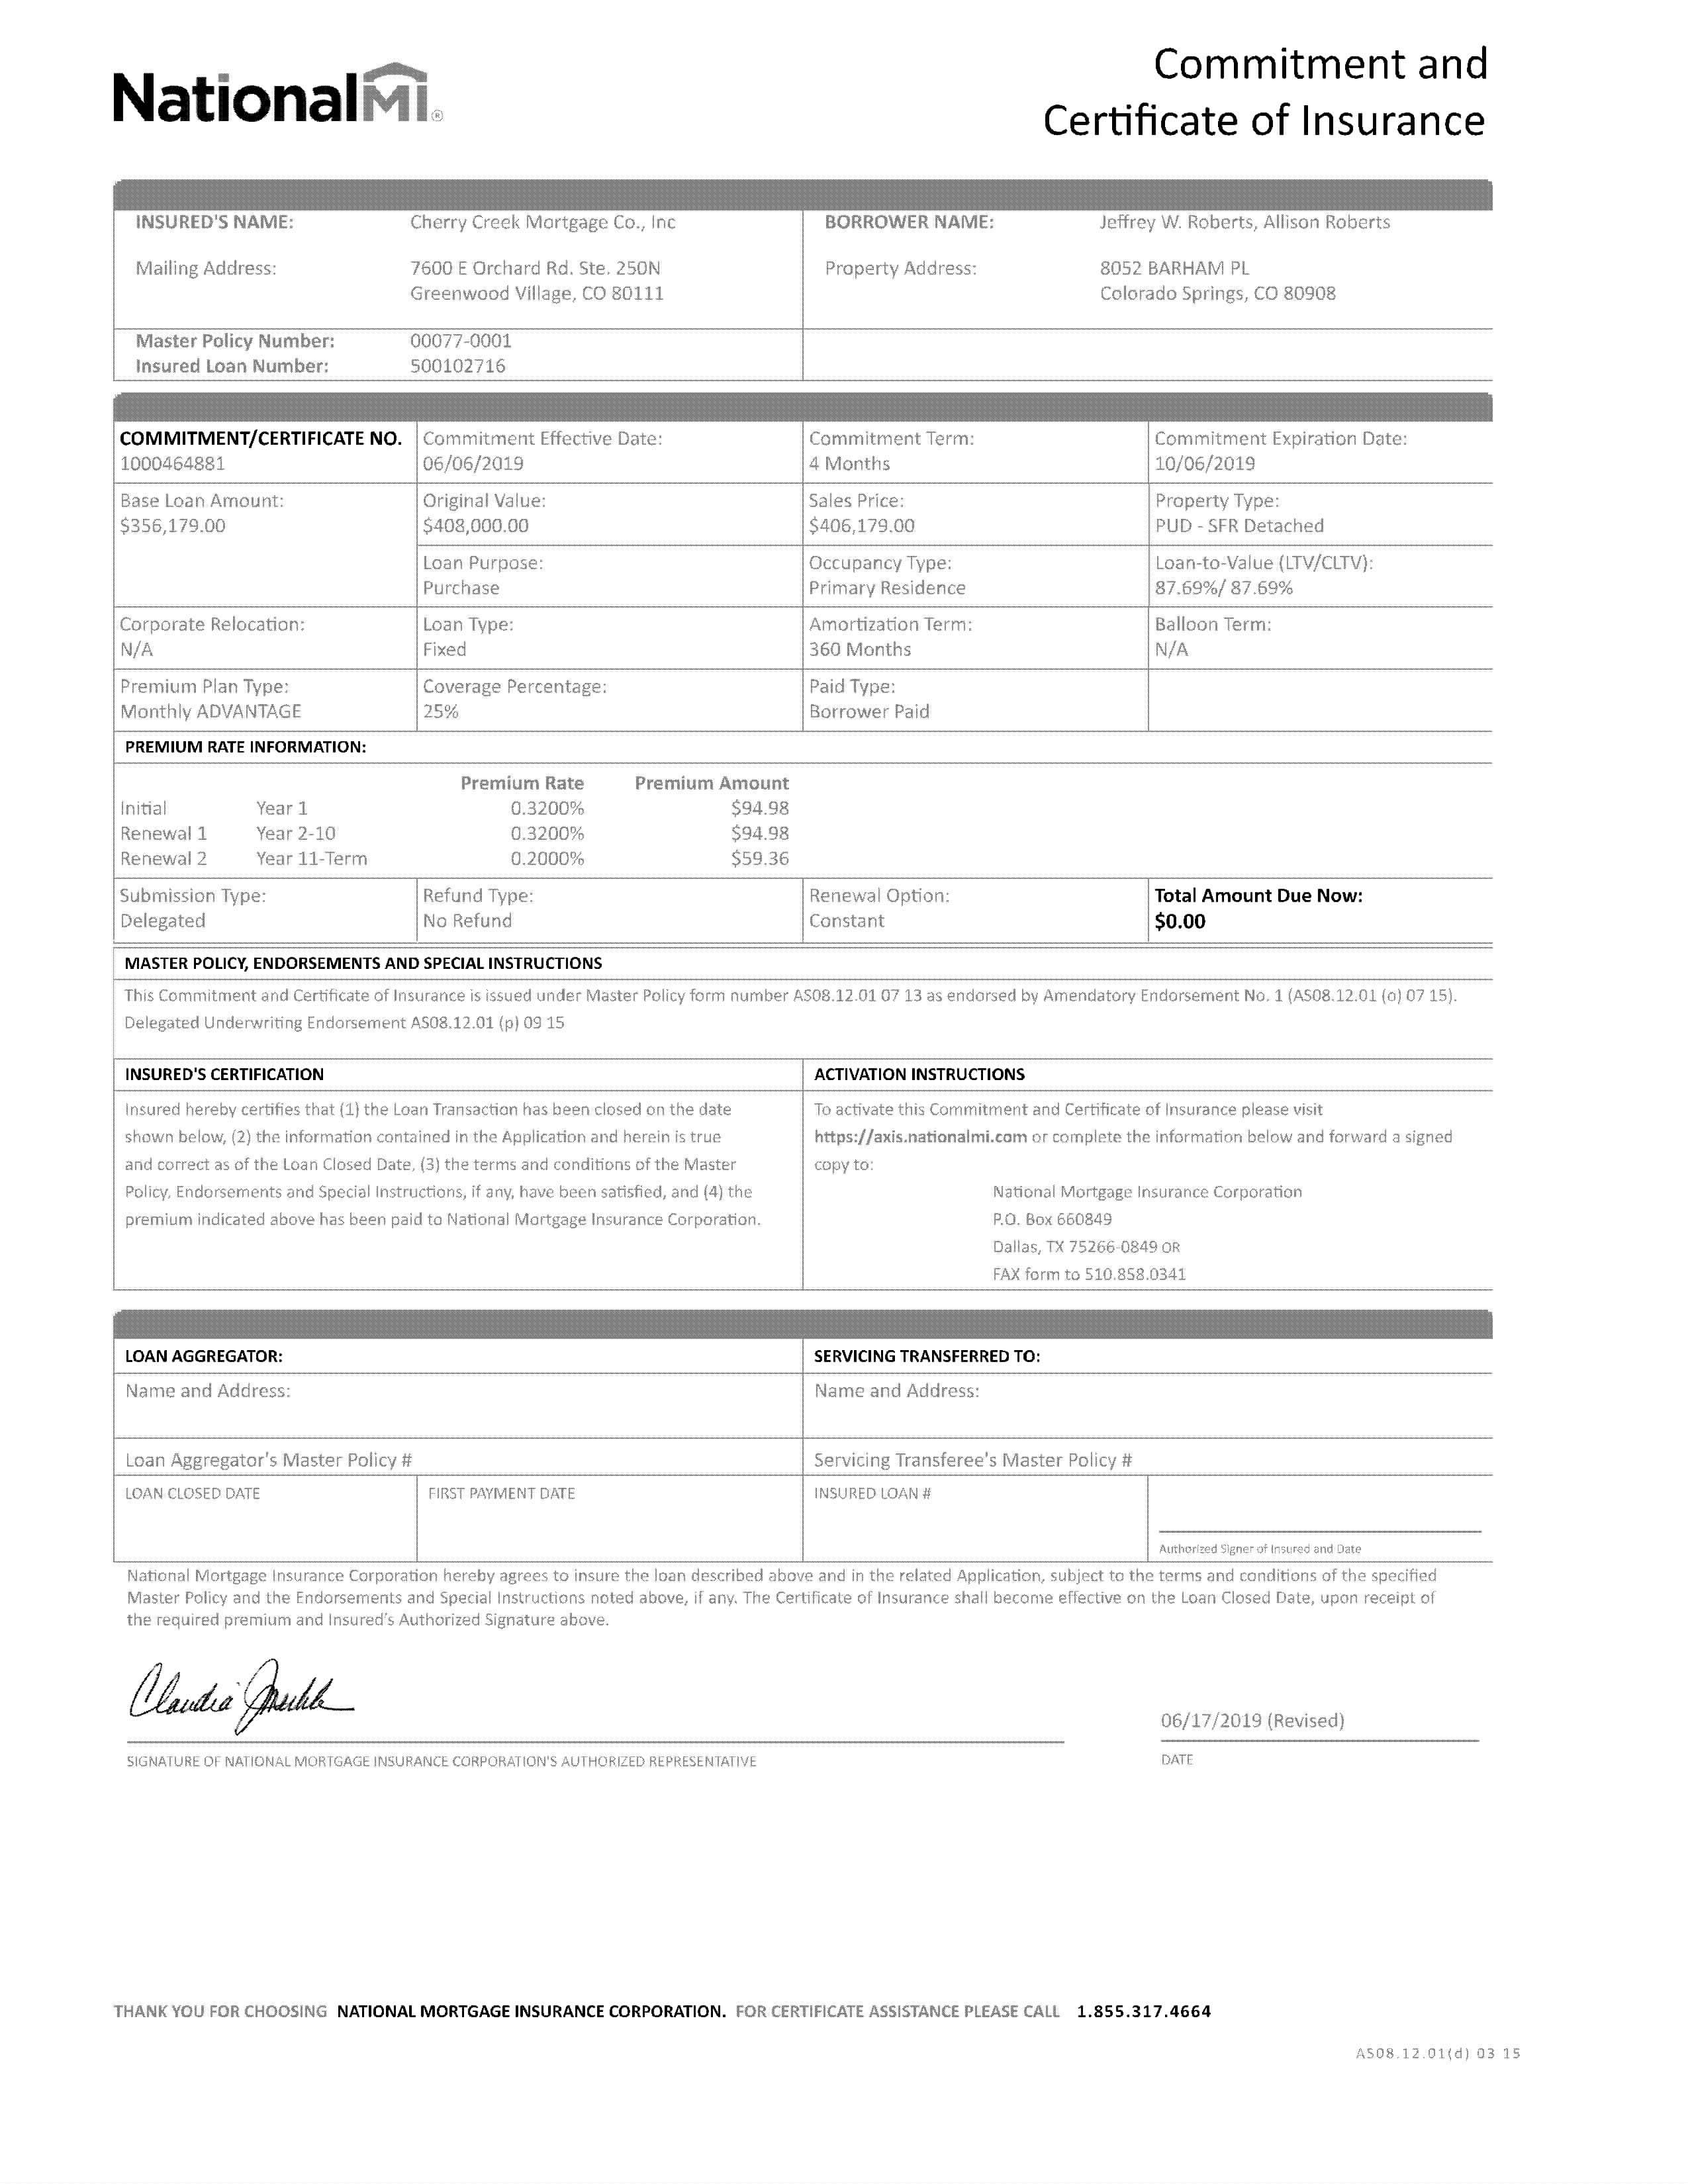 NationalMI®
Commitment and
Certificate of Insurance
INSURED'S NAME: Cherry Creek Mortgage Co., Inc BORROWER NAME: Jeffrey W. Roberts, Allison Roberts
Mailing Address: 7600 E Orchard Rd. Ste. 250N Property Address: 8052 BARHAM PL
Greenwood Village, CO 80111 Colorado Springs, CO 80908
Master Policy Number: 00077-0001
Insured Loan Number: 500102716
COMMITMENT/CERTIFICATE NO. Commitment Effective Date: Commitment Term: Commitment Expiration Date:
1000464881 06/06/2019 4 Months 10/06/2019
Base Loan Amount: Original Value: Sales Price: Property Type:
$356,179.00 $408,000.00 $406,179.00 PUD - SFR Detached
Loan Purpose: Occupancy Type: Loan-to-Value (LTV/CLTV):
Purchase Primary Residence 87.69%/ 87.69%
Corporate Relocation: Loan Type: Amortization Term: Balloon Term:
N/A Fixed 360 Months N/A
Premium Plan Type: Coverage Percentage: Paid Type:
Monthly ADVANTAGE 25% Borrower Paid
PREMIUM RATE INFORMATION:
Premium Rate Premium Amount
Initial Year 1 0.3200% $94.98
Renewal 1 Year 2-10 0.3200% $94.98
Renewal 2 Year 11-Term 0.2000% $59.36
Submission Type: Refund Type: Renewal Option: Total Amount Due Now:
Delegated No Refund Constant $0.00
MASTER POLICY, ENDORSEMENTS AND SPECIAL INSTRUCTIONS
This Commitment and Certificate of Insurance is issued under Master Policy form number AS08.12.01 07 13 as endorsed by Amendatory Endorsement No. 1 (AS08.12.01 (o) 07 15).
Delegated Underwriting Endorsement AS08.12.01 (p) 09 15
INSURED'S CERTIFICATION
Insured hereby certifies that (1) the Loan Transaction has been closed on the date
shown below, (2) the information contained in the Application and herein is true
and correct as of the Loan Closed Date, (3) the terms and conditions of the Master
Policy, Endorsements and Special Instructions, if any, have been satisfied, and (4) the
premium indicated above has been paid to National Mortgage Insurance Corporation.
ACTIVATION INSTRUCTIONS
To activate this Commitment and Certificate of Insurance please visit
https://axis.nationalmi.com or complete the information below and forward a signed
copy to:
National Mortgage Insurance Corporation
P.O. Box 660849
Dallas, TX 75266-0849 OR
FAX form to 510.858.0341
LOAN AGGREGATOR: SERVICING TRANSFERRED TO:
Name and Address: Name and Address:
Loan Aggregator's Master Policy # Servicing Transferee's Master Policy #
LOAN CLOSED DATE FIRST PAYMENT DATE INSURED LOAN #
Authorized Signer of Insured and Date
National Mortgage Insurance Corporation hereby agrees to insure the loan described above and in the related Application, subject to the terms and conditions of the specified
Master Policy and the Endorsements and Special Instructions noted above, if any. The Certificate of Insurance shall become effective on the Loan Closed Date, upon receipt of
the required premium and Insured's Authorized Signature above.
Claudia
06/17/2019 (Revised)
SIGNATURE OF NATIONAL MORTGAGE INSURANCE CORPORATION'S AUTHORIZED REPRESENTATIVE DATE
THANK YOU FOR CHOOSING NATIONAL MORTGAGE INSURANCE CORPORATION. FOR CERTIFICATE ASSISTANCE PLEASE CALL 1.855.317.4664
AS08.12.01(d) 03 15